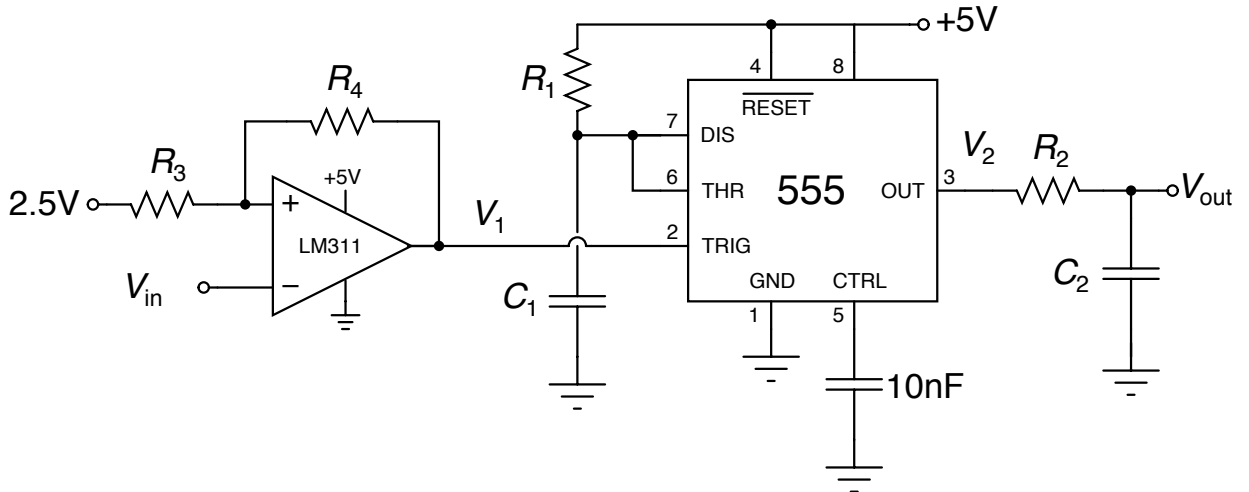 +5V
R1
4
8
RESET
R4
7
DIS
R3
+5V
6
THR
555
OUT
3
V2
R2
Vout
2.5V
+
LM311
V1
2
TRIG
Vin
−
C1
GND
CTRL
C2
1
5
10nF